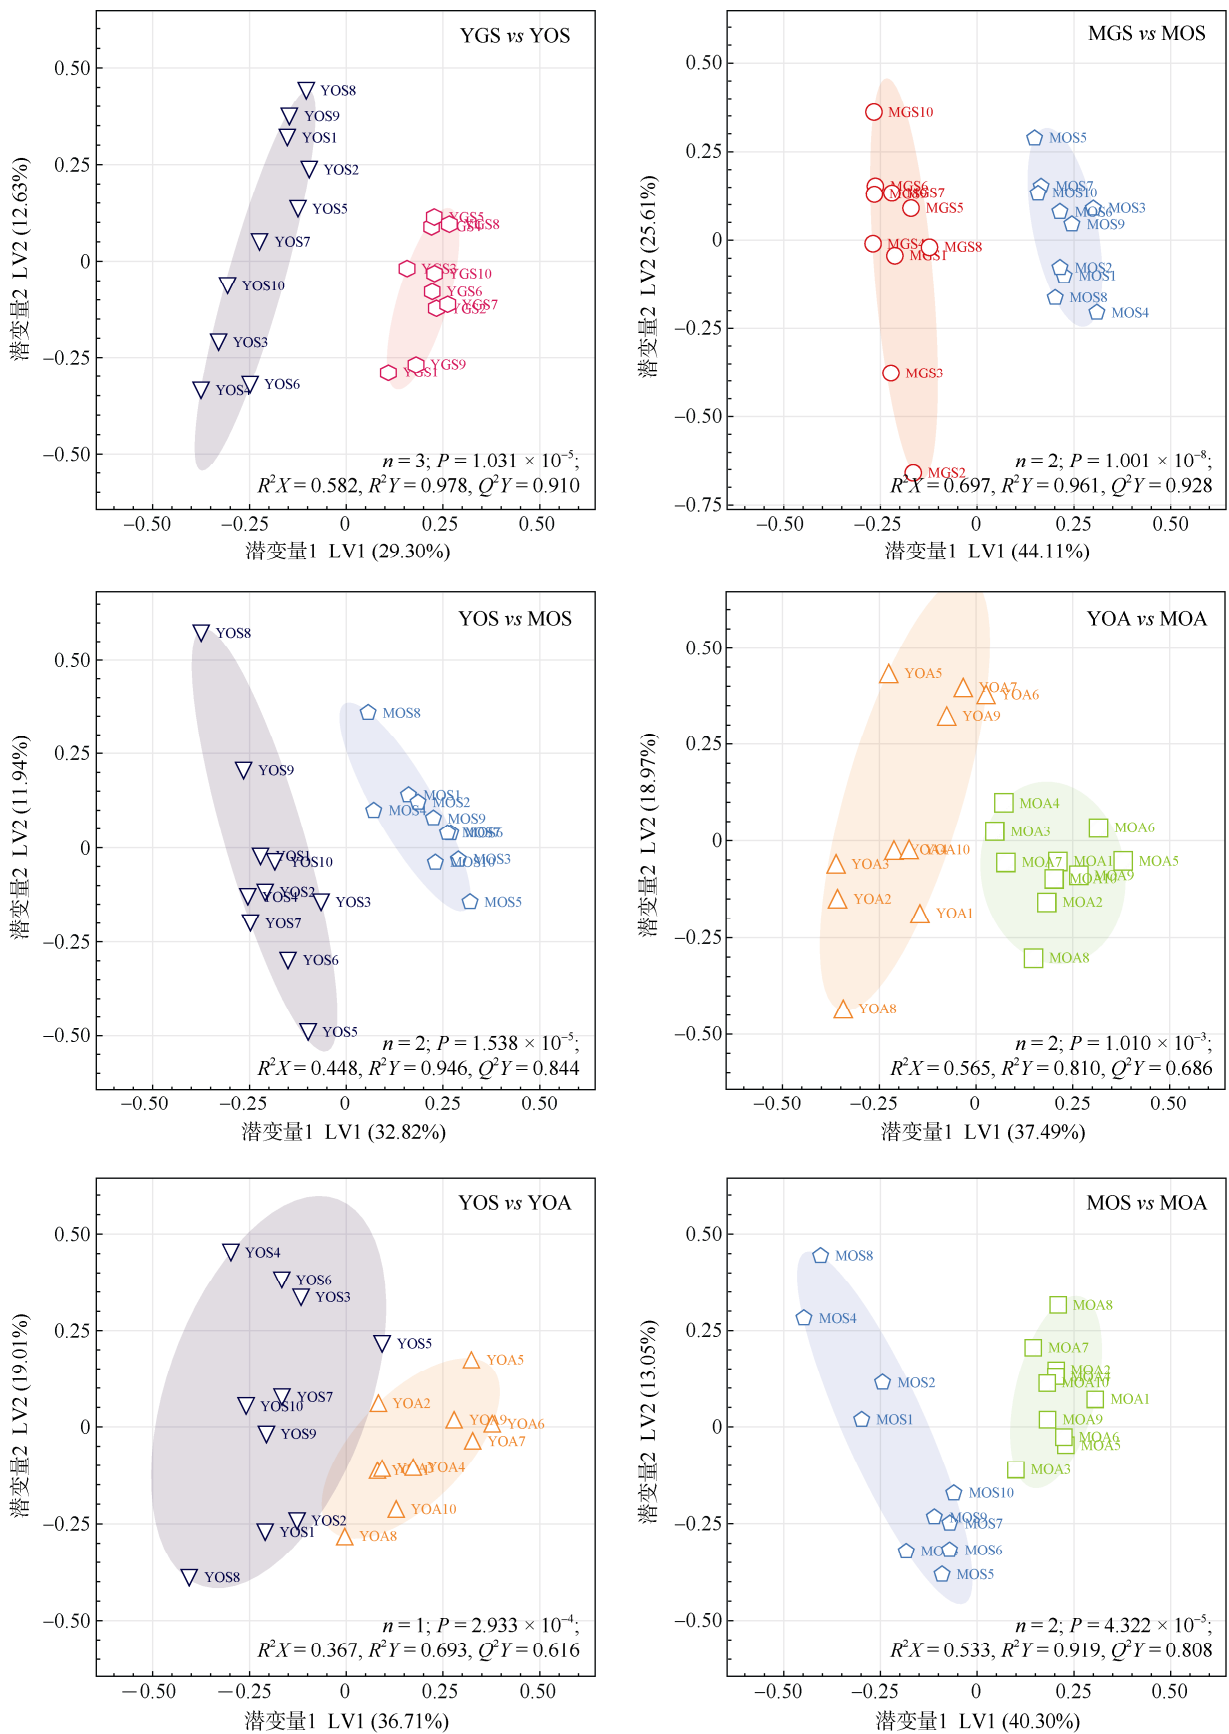 YGS vs YOS
0.50
0.25
0
−0.25
−0.50
潜变量2 LV2 (12.63%)
YOS8
YOS9
YOS1
YOS2
YOS5
YOS7
YOS10
YOS3
YOS4
YOS6
YGS5
YGS8
YGS10
YGS6
YGS7
YGS9
n = 3; P = 1.031 × 10⁻⁵;
R²X = 0.582, R²Y = 0.978, Q²Y = 0.910
−0.50
−0.25
0
0.25
0.50
潜变量1 LV1 (29.30%)
MGS vs MOS
0.50
0.25
0
−0.25
−0.50
−0.75
潜变量2 LV2 (25.61%)
MGS10
MGS6
MGS7
MGS5
MGS8
MGS1
MGS3
MGS2
MOS5
MOS7
MOS10
MOS3
MOS6
MOS9
MOS2
MOS1
MOS8
MOS4
n = 2; P = 1.001 × 10⁻⁸;
R²X = 0.697, R²Y = 0.961, Q²Y = 0.928
−0.50
−0.25
0
0.25
0.50
潜变量1 LV1 (44.11%)
YOS vs MOS
0.50
0.25
0
−0.25
−0.50
潜变量2 LV2 (11.94%)
YOS8
YOS9
YOS1
YOS10
YOS2
YOS4
YOS3
YOS7
YOS6
YOS5
MOS8
MOS1
MOS2
MOS4
MOS9
MOS3
MOS10
MOS5
n = 2; P = 1.538 × 10⁻⁵;
R²X = 0.448, R²Y = 0.946, Q²Y = 0.844
−0.50
−0.25
0
0.25
0.50
潜变量1 LV1 (32.82%)
YOA vs MOA
0.50
0.25
0
−0.25
−0.50
潜变量2 LV2 (18.97%)
YOA5
YOA7
YOA6
YOA9
YOA10
YOA3
YOA2
YOA1
YOA8
MOA4
MOA3
MOA6
MOA7
MOA1
MOA5
MOA9
MOA10
MOA2
MOA8
n = 2; P = 1.010 × 10⁻³;
R²X = 0.565, R²Y = 0.810, Q²Y = 0.686
−0.50
−0.25
0
0.25
0.50
潜变量1 LV1 (37.49%)
YOS vs YOA
0.50
0.25
0
−0.25
−0.50
潜变量2 LV2 (19.01%)
YOS4
YOS6
YOS3
YOS5
YOS7
YOS10
YOS9
YOS2
YOS1
YOS8
YOA5
YOA2
YOA9
YOA6
YOA7
YOA4
YOA10
YOA8
n = 1; P = 2.933 × 10⁻⁴;
R²X = 0.367, R²Y = 0.693, Q²Y = 0.616
−0.50
−0.25
0
0.25
0.50
潜变量1 LV1 (36.71%)
MOS vs MOA
0.50
0.25
0
−0.25
−0.50
潜变量2 LV2 (13.05%)
MOS8
MOS4
MOS2
MOS1
MOS10
MOS9
MOS7
MOS6
MOS5
MOA8
MOA7
MOA2
MOA10
MOA1
MOA9
MOA6
MOA5
MOA3
n = 2; P = 4.322 × 10⁻⁵;
R²X = 0.533, R²Y = 0.919, Q²Y = 0.808
−0.50
−0.25
0
0.25
0.50
潜变量1 LV1 (40.30%)